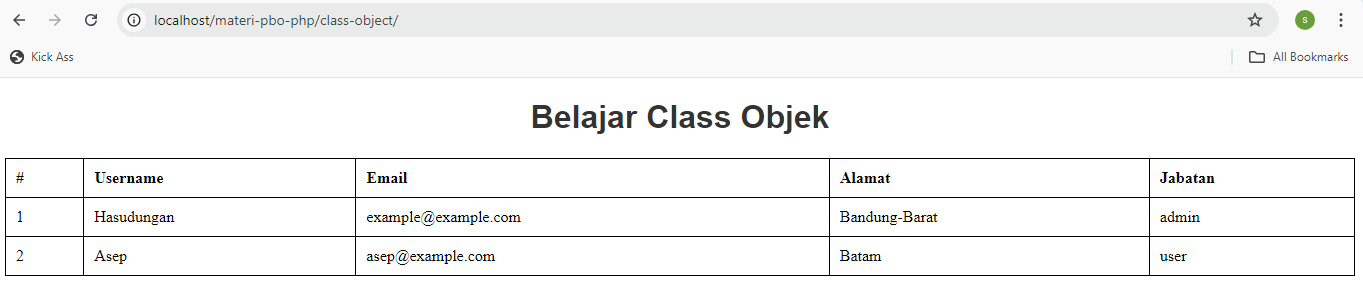 localhost/materi-pbo-php/class-object/
s
Kick Ass
All Bookmarks
Belajar Class Objek
# Username Email Alamat Jabatan
1 Hasudungan example@example.com Bandung-Barat admin
2 Asep asep@example.com Batam user